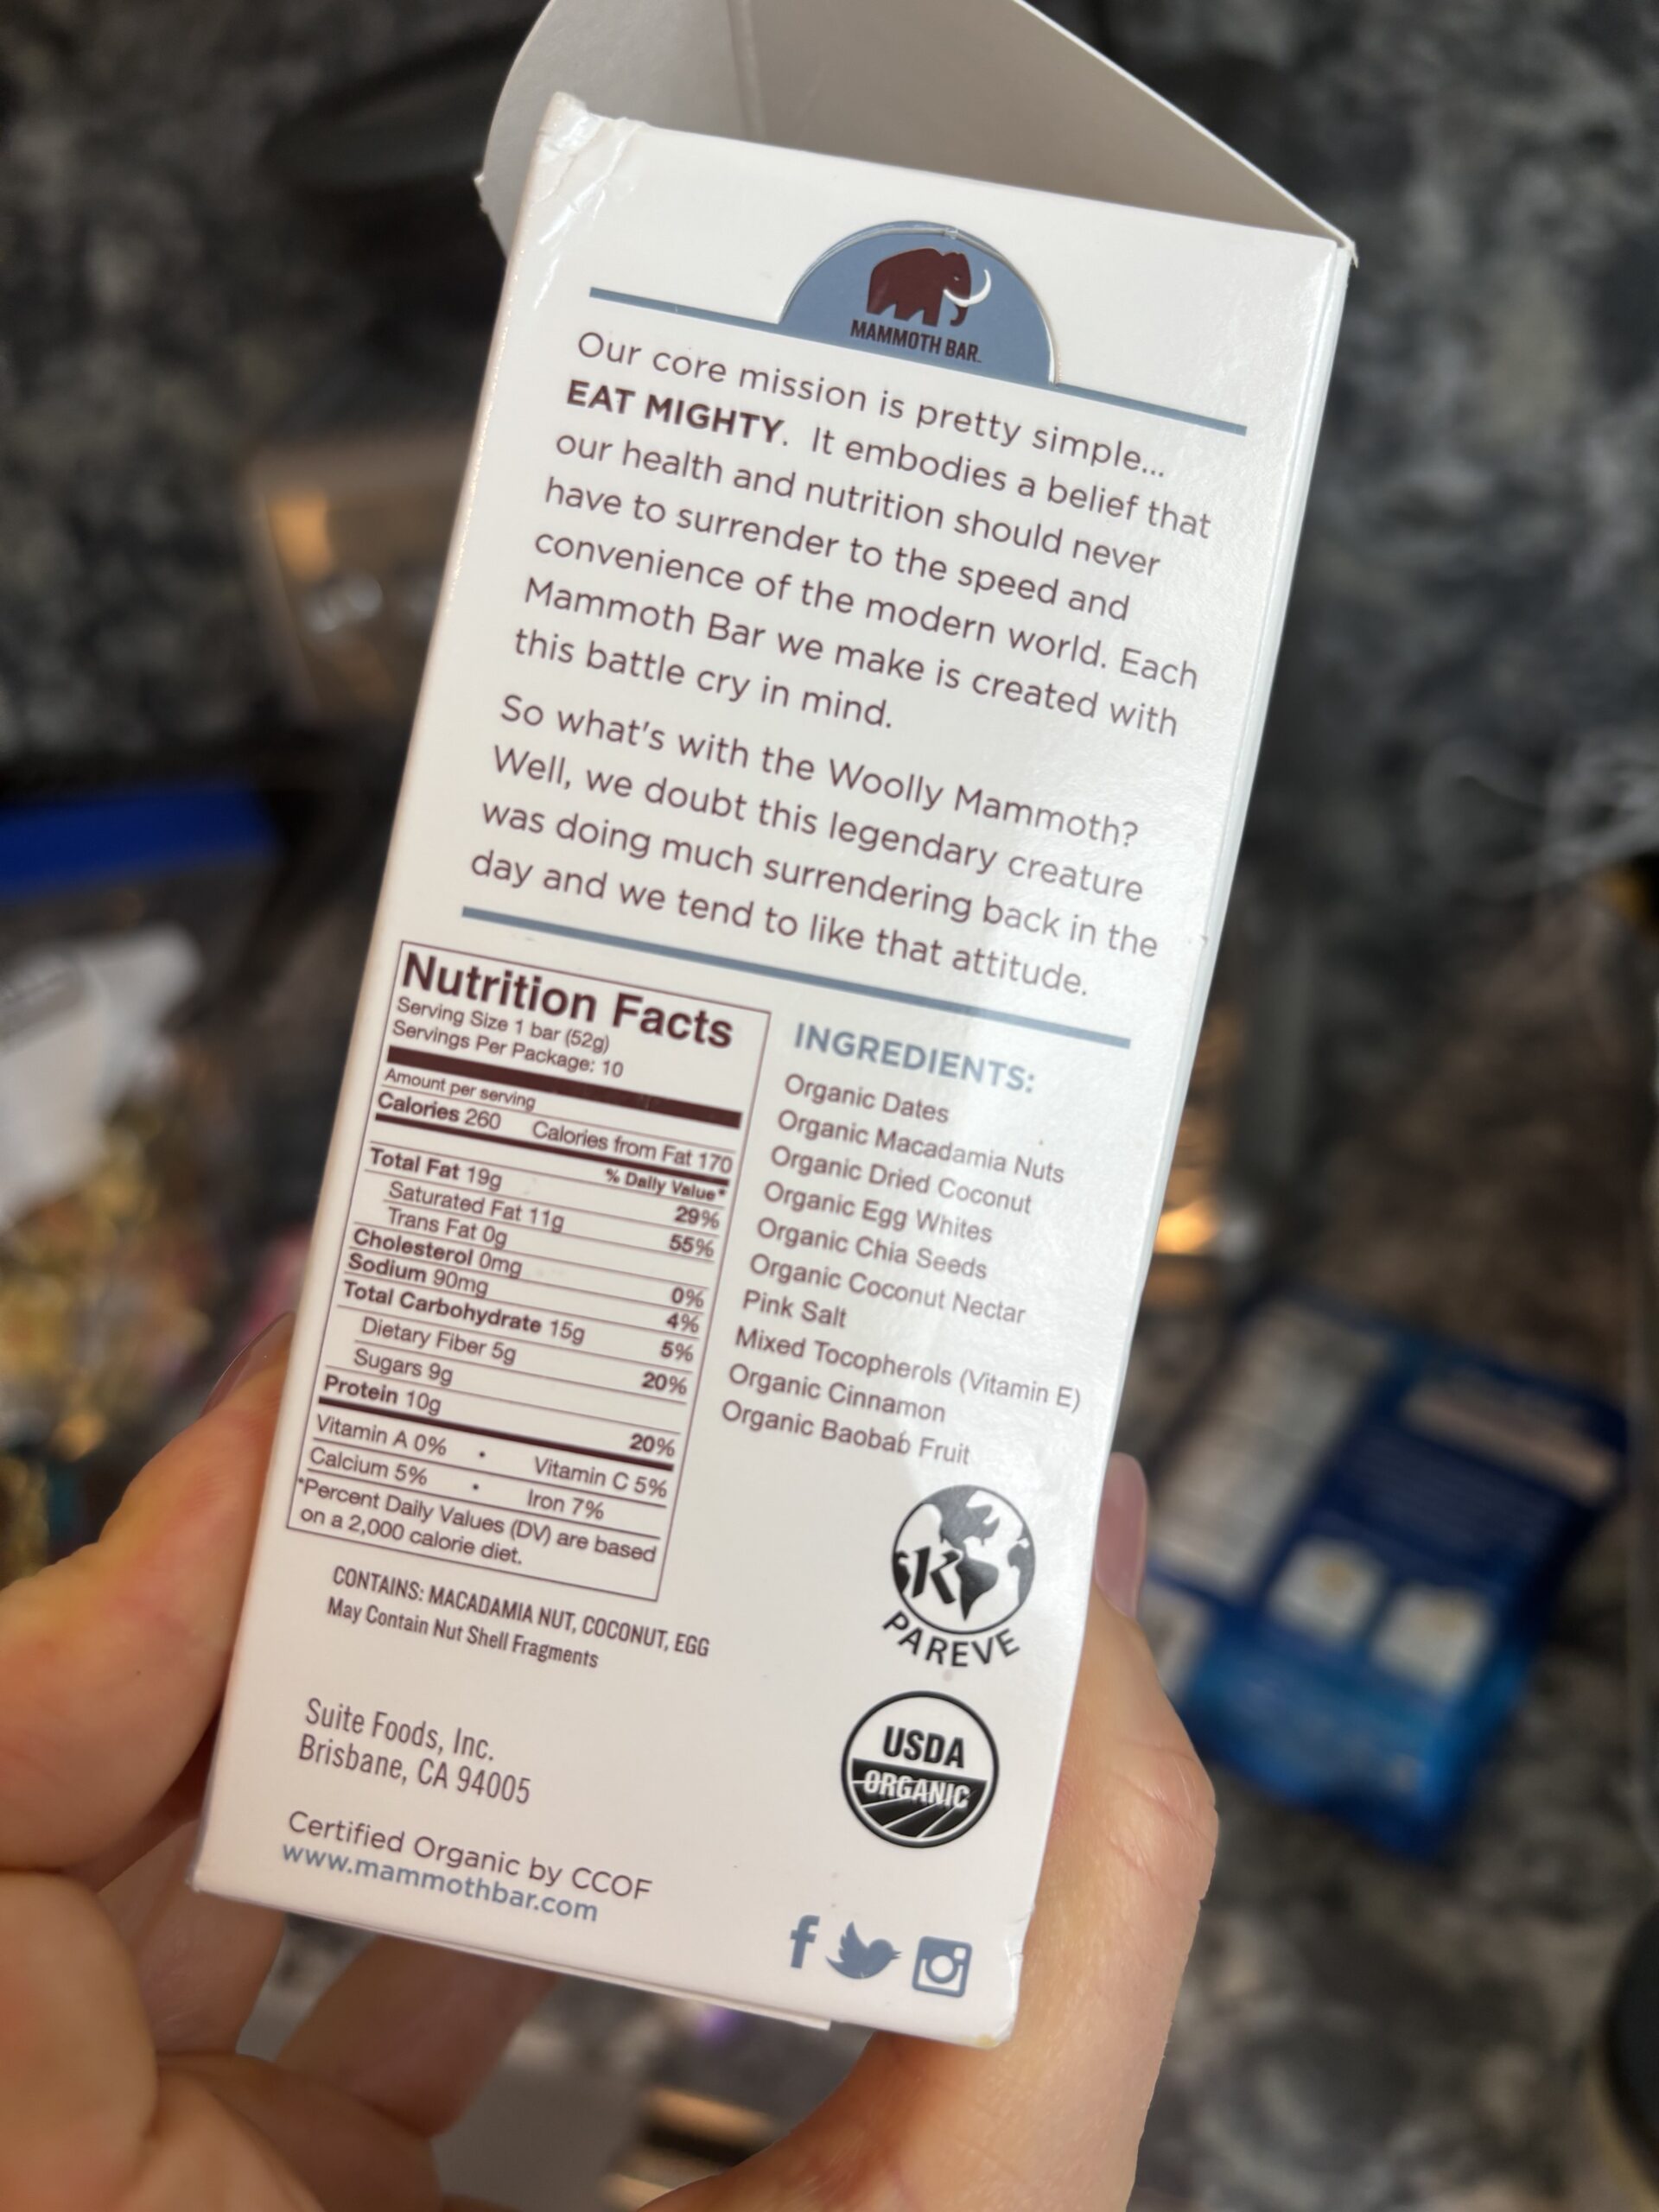 MAMMOTH BAR™
Our core mission is pretty simple...
EAT MIGHTY. It embodies a belief that
our health and nutrition should never
have to surrender to the speed and
convenience of the modern world. Each
Mammoth Bar we make is created with
this battle cry in mind.
So what's with the Woolly Mammoth?
Well, we doubt this legendary creature
was doing much surrendering back in the
day and we tend to like that attitude.
Nutrition Facts
Serving Size 1 bar (52g)
Servings Per Package: 10
Amount per serving
Calories 260 Calories from Fat 170
% Daily Value*
Total Fat 19g 29%
Saturated Fat 11g 55%
Trans Fat 0g
Cholesterol 0mg 0%
Sodium 90mg 4%
Total Carbohydrate 15g 5%
Dietary Fiber 5g 20%
Sugars 9g
Protein 10g 20%
Vitamin A 0% • Vitamin C 5%
Calcium 5% • Iron 7%
*Percent Daily Values (DV) are based
on a 2,000 calorie diet.
CONTAINS: MACADAMIA NUT, COCONUT, EGG
May Contain Nut Shell Fragments
Suite Foods, Inc.
Brisbane, CA 94005
Certified Organic by CCOF
www.mammothbar.com
INGREDIENTS:
Organic Dates
Organic Macadamia Nuts
Organic Dried Coconut
Organic Egg Whites
Organic Chia Seeds
Organic Coconut Nectar
Pink Salt
Mixed Tocopherols (Vitamin E)
Organic Cinnamon
Organic Baobab Fruit
K
PAREVE
USDA
ORGANIC
f